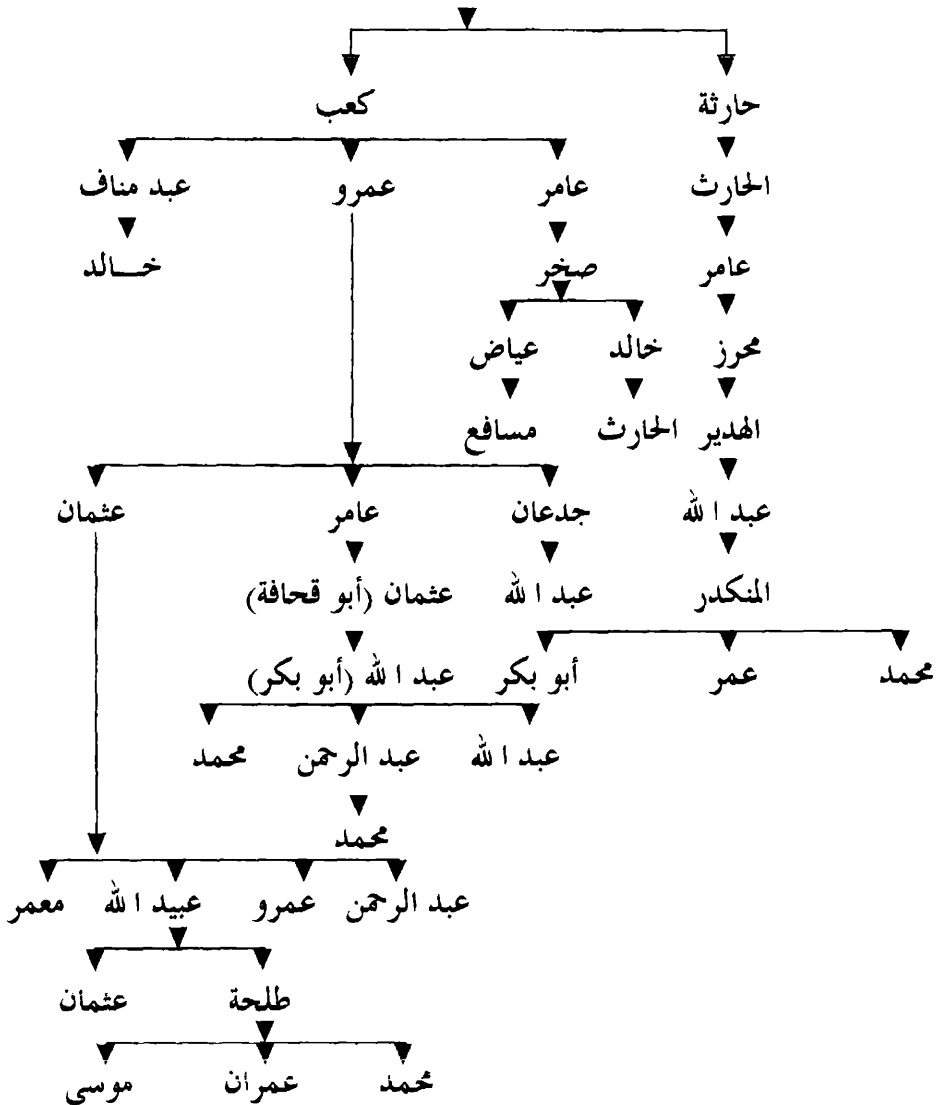 حارثة كعب
الحارث عامر عمرو عبد مناف
عامر صخر خـــالد
محرز خالد عياض
الهدير الحارث مسافع
عبد الله جدعان عامر عثمان
المنكدر عبد الله عثمان (أبو قحافة)
محمد عمر أبو بكر عبد الله (أبو بكر)
عبد الله عبد الرحمن محمد
محمد
عبد الرحمن عمرو عبيد الله معمر
طلحة عثمان
محمد عمران موسى